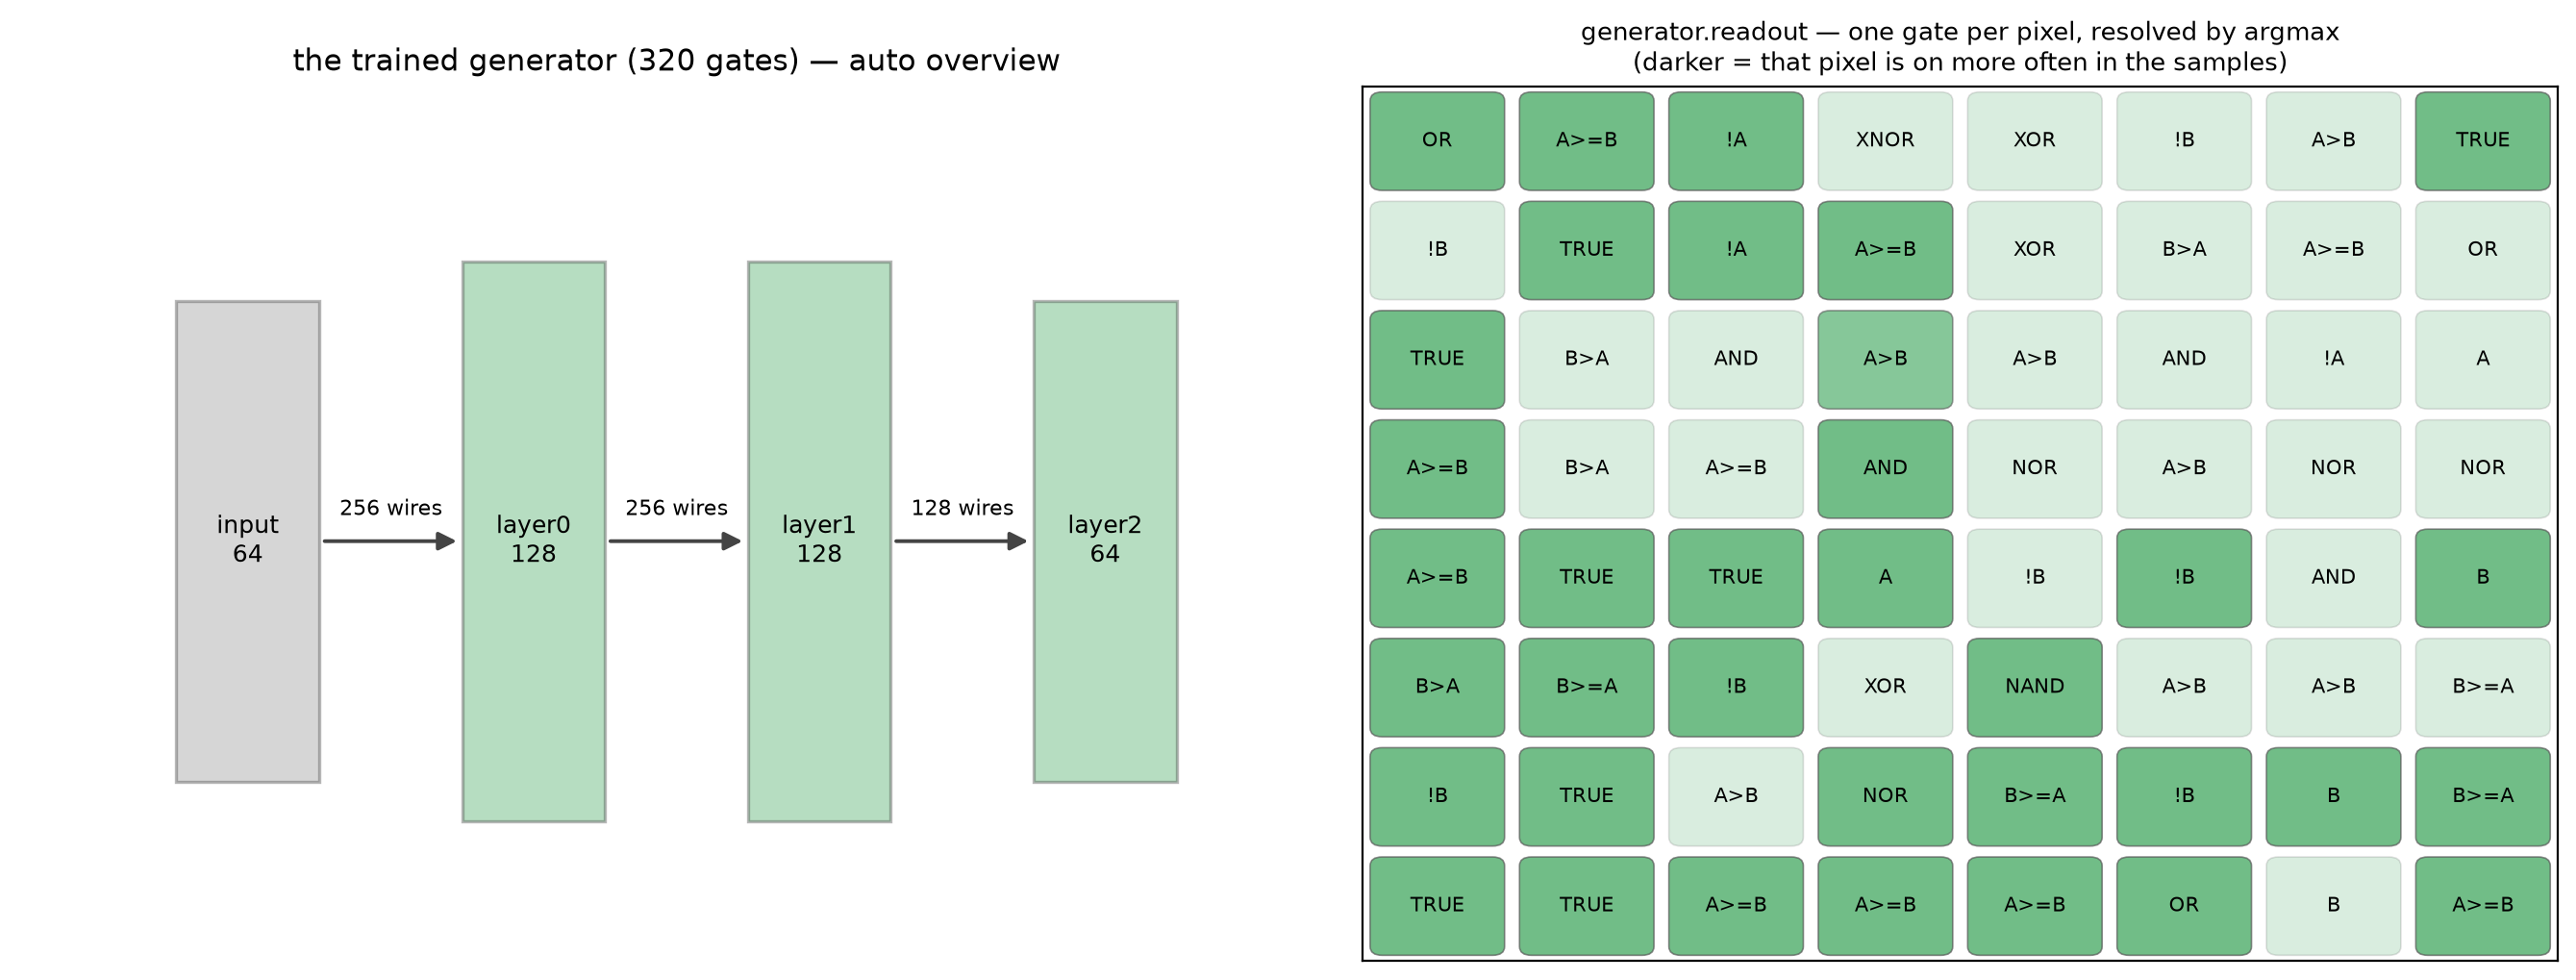 the trained generator (320 gates) — auto overview
input
64
256 wires
layer0
128
256 wires
layer1
128
128 wires
layer2
64
generator.readout — one gate per pixel, resolved by argmax
(darker = that pixel is on more often in the samples)
OR A>=B !A XNOR XOR !B A>B TRUE
!B TRUE !A A>=B XOR B>A A>=B OR
TRUE B>A AND A>B A>B AND !A A
A>=B B>A A>=B AND NOR A>B NOR NOR
A>=B TRUE TRUE A !B !B AND B
B>A B>=A !B XOR NAND A>B A>B B>=A
!B TRUE A>B NOR B>=A !B B B>=A
TRUE TRUE A>=B A>=B A>=B OR B A>=B